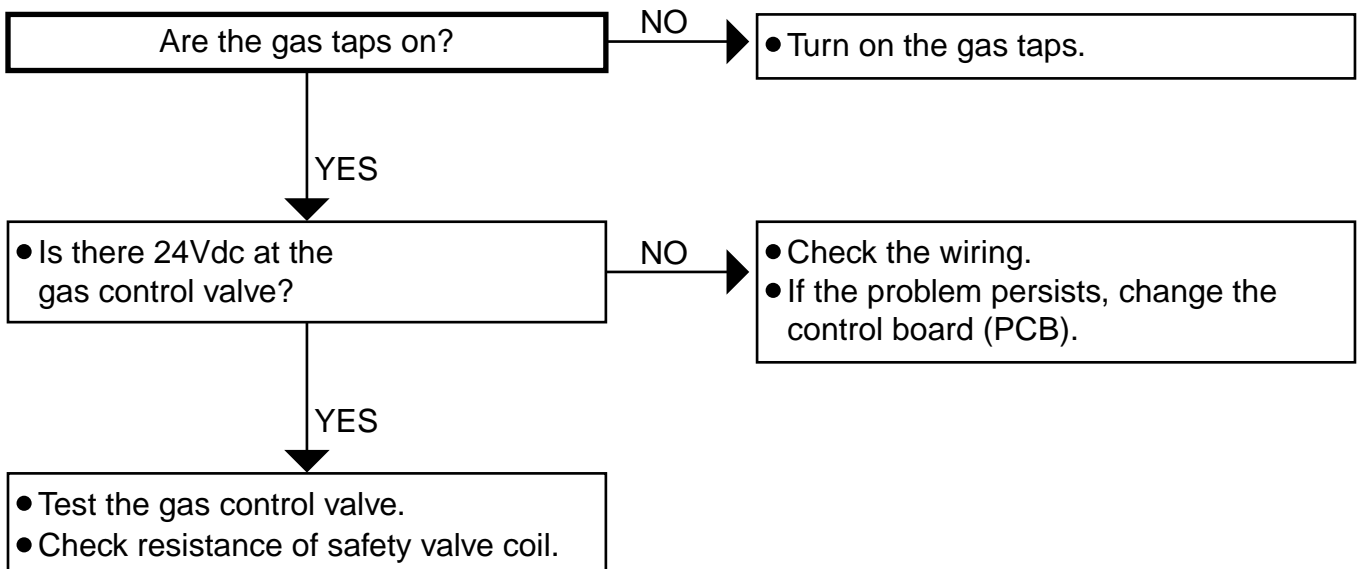 Are the gas taps on?
NO
● Turn on the gas taps.
YES
● Is there 24Vdc at the
gas control valve?
NO
● Check the wiring.
● If the problem persists, change the
control board (PCB).
YES
● Test the gas control valve.
● Check resistance of safety valve coil.